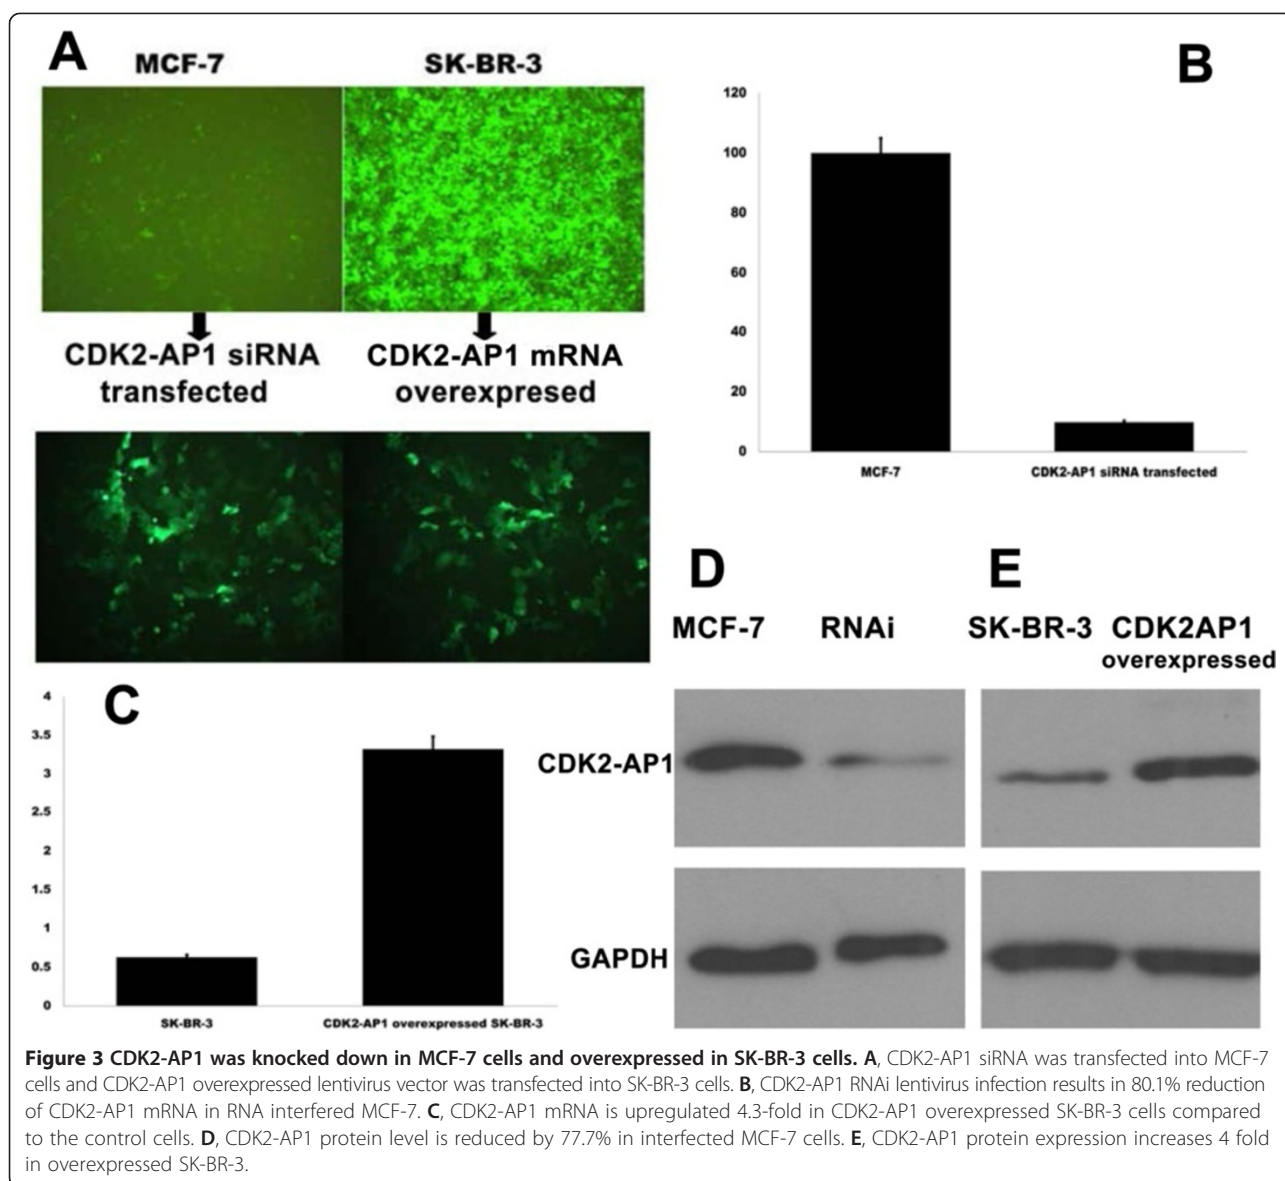 A
MCF-7 SK-BR-3
CDK2-AP1 siRNA
transfected
CDK2-AP1 mRNA
overexpresed
B
120
100
80
60
40
20
0
MCF-7 CDK2-AP1 siRNA transfected
C
4
3.5
3
2.5
2
1.5
1
0.5
0
SK-BR-3 CDK2-AP1 overexpressed SK-BR-3
D
MCF-7 RNAi
E
SK-BR-3 CDK2AP1
overexpressed
CDK2-AP1
GAPDH
Figure 3 CDK2-AP1 was knocked down in MCF-7 cells and overexpressed in SK-BR-3 cells. A, CDK2-AP1 siRNA was transfected into MCF-7
cells and CDK2-AP1 overexpressed lentivirus vector was transfected into SK-BR-3 cells. B, CDK2-AP1 RNAi lentivirus infection results in 80.1% reduction
of CDK2-AP1 mRNA in RNA interfered MCF-7. C, CDK2-AP1 mRNA is upregulated 4.3-fold in CDK2-AP1 overexpressed SK-BR-3 cells compared
to the control cells. D, CDK2-AP1 protein level is reduced by 77.7% in interfected MCF-7 cells. E, CDK2-AP1 protein expression increases 4 fold
in overexpressed SK-BR-3.